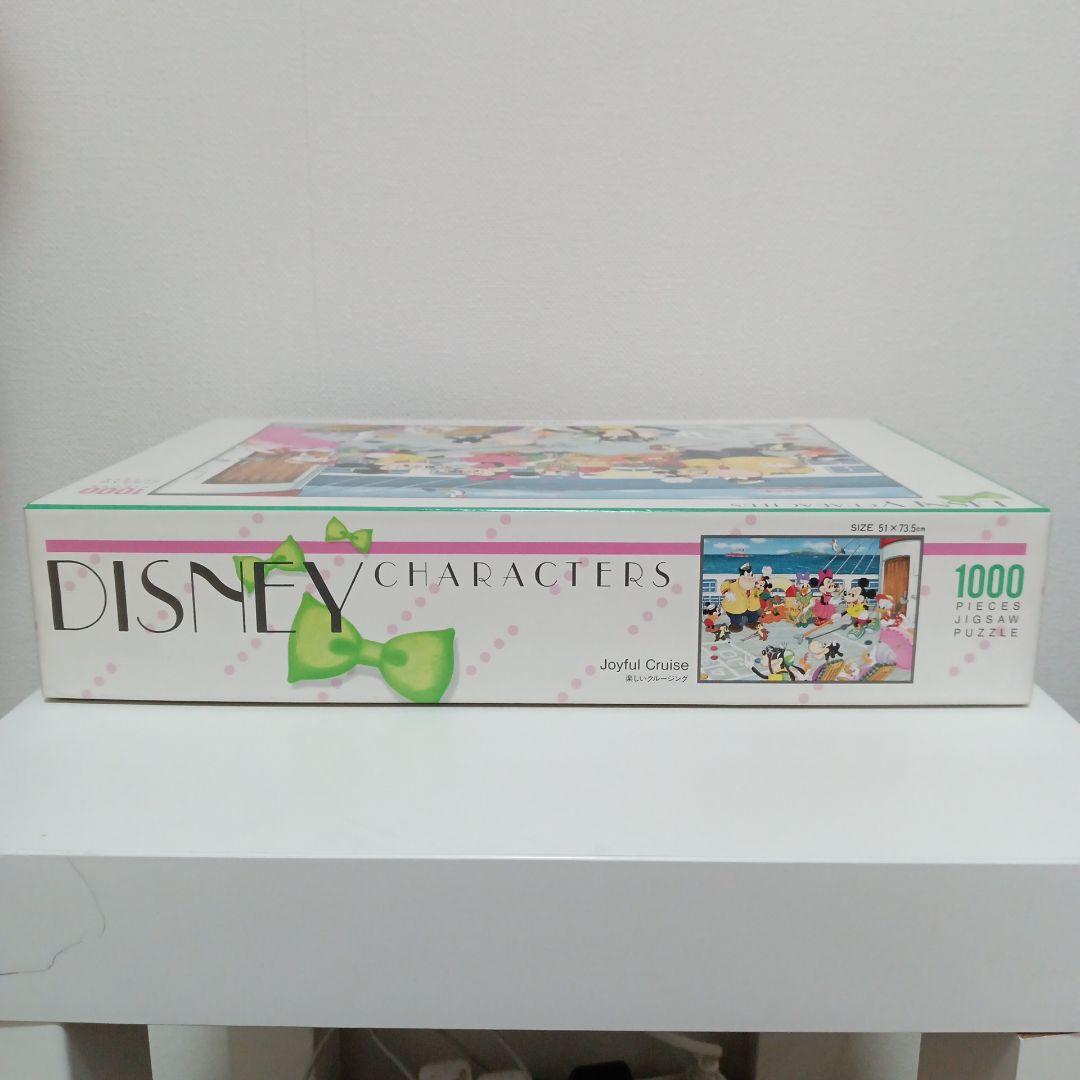 DISNEY CHARACTERS
SIZE 51×73.5cm
1000
PIECES
JIGSAW
PUZZLE
Joyful Cruise
楽しいクルージング
1000